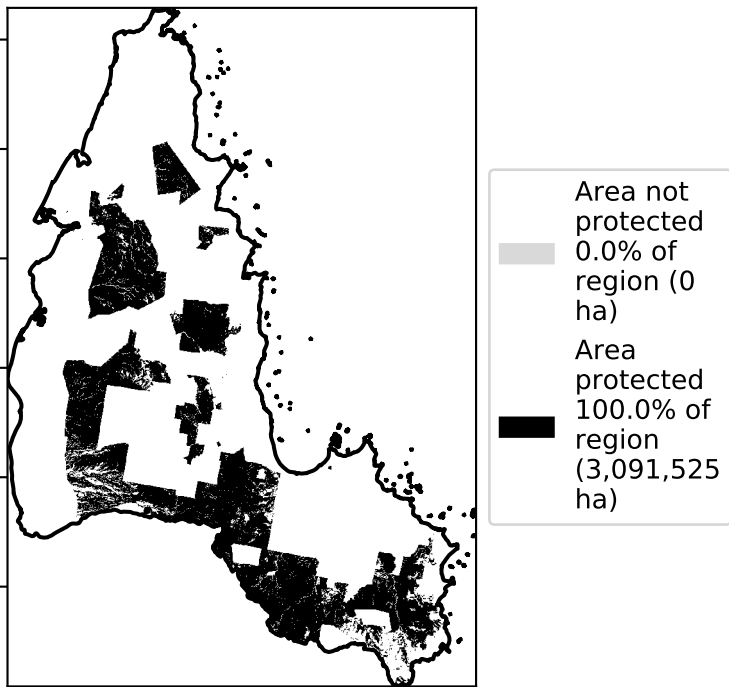 Area not
protected
0.0% of
region (0
ha)
Area
protected
100.0% of
region
(3,091,525
ha)